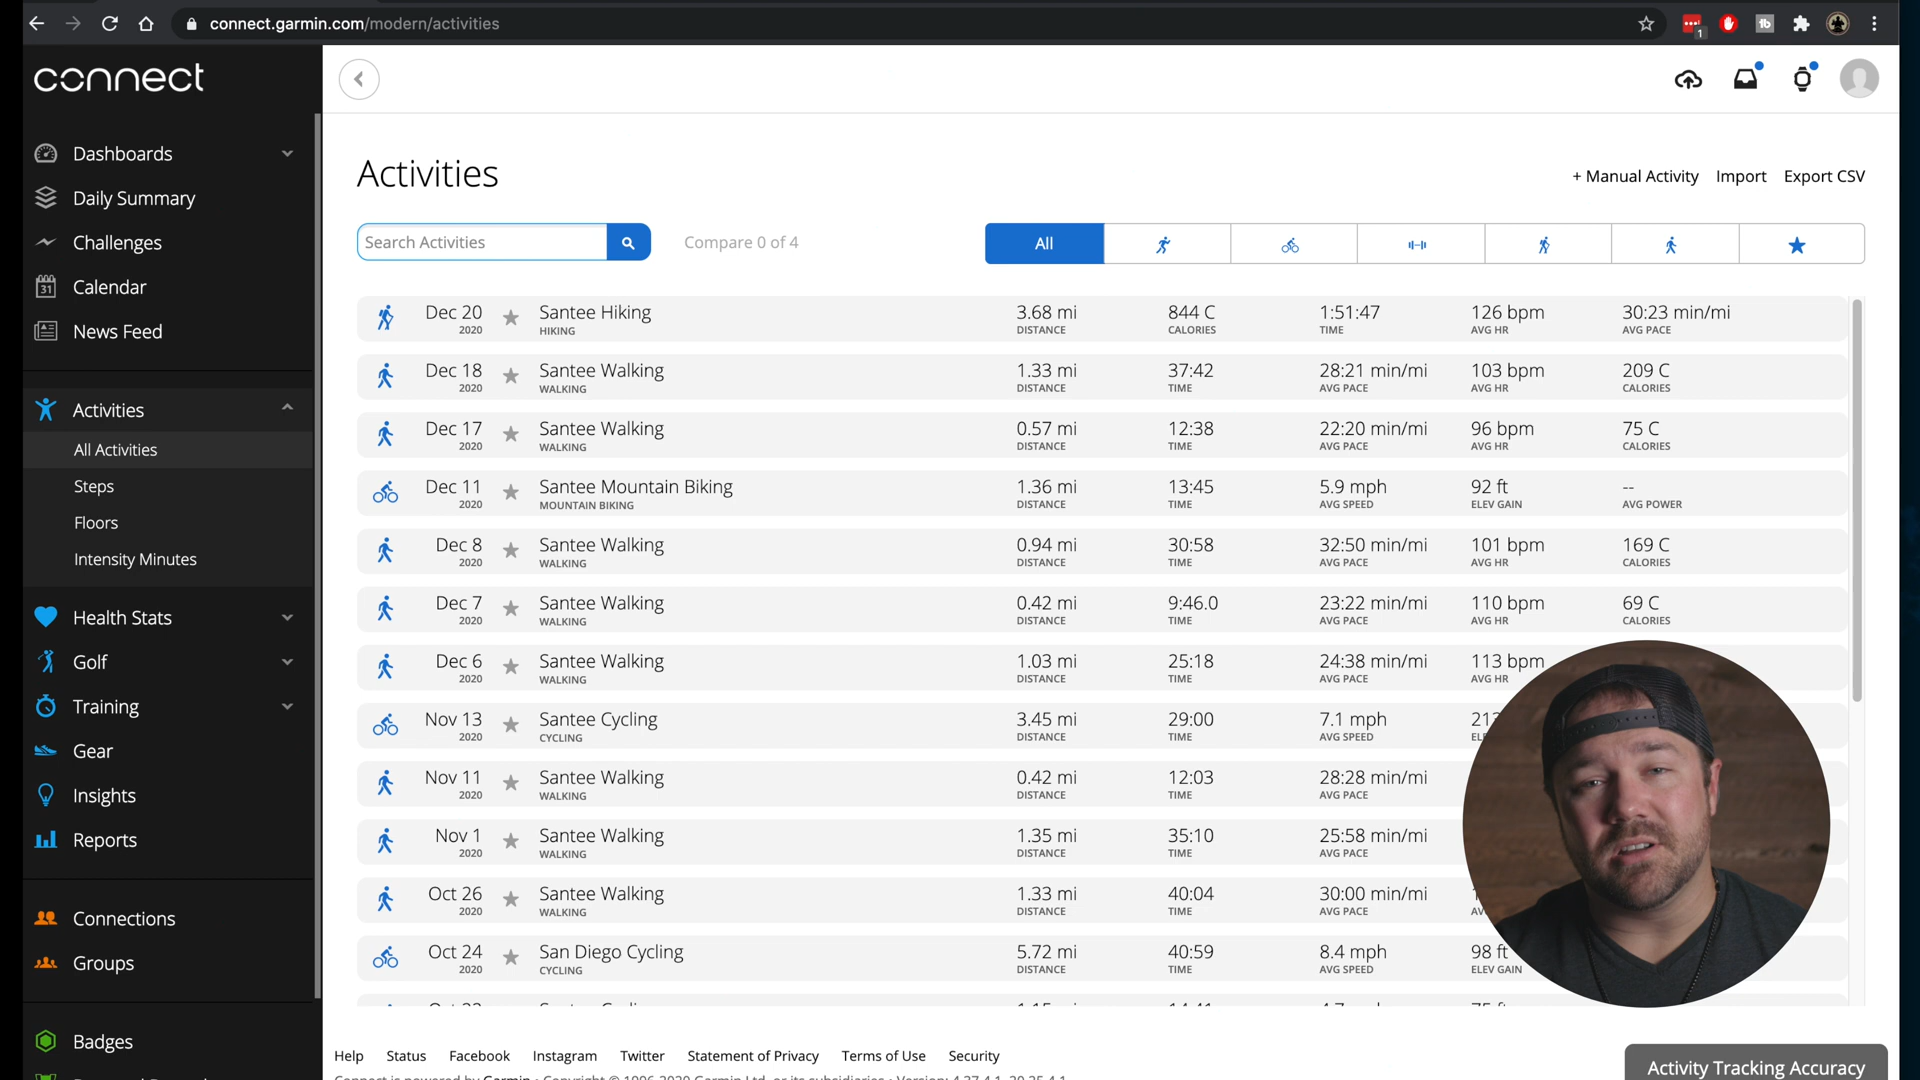 connect.garmin.com/modern/activities
1
connect
Dashboards
Daily Summary
Challenges
31
Calendar
News Feed
Activities
All Activities
Steps
Floors
Intensity Minutes
Health Stats
Golf
Training
Gear
Insights
Reports
Connections
Groups
Badges
Activities
+ Manual Activity Import Export CSV
Search Activities Compare 0 of 4 All
Dec 20 Santee Hiking 3.68 mi 844 C 1:51:47 126 bpm 30:23 min/mi
2020 HIKING DISTANCE CALORIES TIME AVG HR AVG PACE
Dec 18 Santee Walking 1.33 mi 37:42 28:21 min/mi 103 bpm 209 C
2020 WALKING DISTANCE TIME AVG PACE AVG HR CALORIES
Dec 17 Santee Walking 0.57 mi 12:38 22:20 min/mi 96 bpm 75 C
2020 WALKING DISTANCE TIME AVG PACE AVG HR CALORIES
Dec 11 Santee Mountain Biking 1.36 mi 13:45 5.9 mph 92 ft --
2020 MOUNTAIN BIKING DISTANCE TIME AVG SPEED ELEV GAIN AVG POWER
Dec 8 Santee Walking 0.94 mi 30:58 32:50 min/mi 101 bpm 169 C
2020 WALKING DISTANCE TIME AVG PACE AVG HR CALORIES
Dec 7 Santee Walking 0.42 mi 9:46.0 23:22 min/mi 110 bpm 69 C
2020 WALKING DISTANCE TIME AVG PACE AVG HR CALORIES
Dec 6 Santee Walking 1.03 mi 25:18 24:38 min/mi 113 bpm
2020 WALKING DISTANCE TIME AVG PACE AVG HR
Nov 13 Santee Cycling 3.45 mi 29:00 7.1 mph
2020 CYCLING DISTANCE TIME AVG SPEED
Nov 11 Santee Walking 0.42 mi 12:03 28:28 min/mi
2020 WALKING DISTANCE TIME AVG PACE
Nov 1 Santee Walking 1.35 mi 35:10 25:58 min/mi
2020 WALKING DISTANCE TIME AVG PACE
Oct 26 Santee Walking 1.33 mi 40:04 30:00 min/mi
2020 WALKING DISTANCE TIME AVG PACE
Oct 24 San Diego Cycling 5.72 mi 40:59 8.4 mph 98 ft
2020 CYCLING DISTANCE TIME AVG SPEED ELEV GAIN
Help Status Facebook Instagram Twitter Statement of Privacy Terms of Use Security
Activity Tracking Accuracy